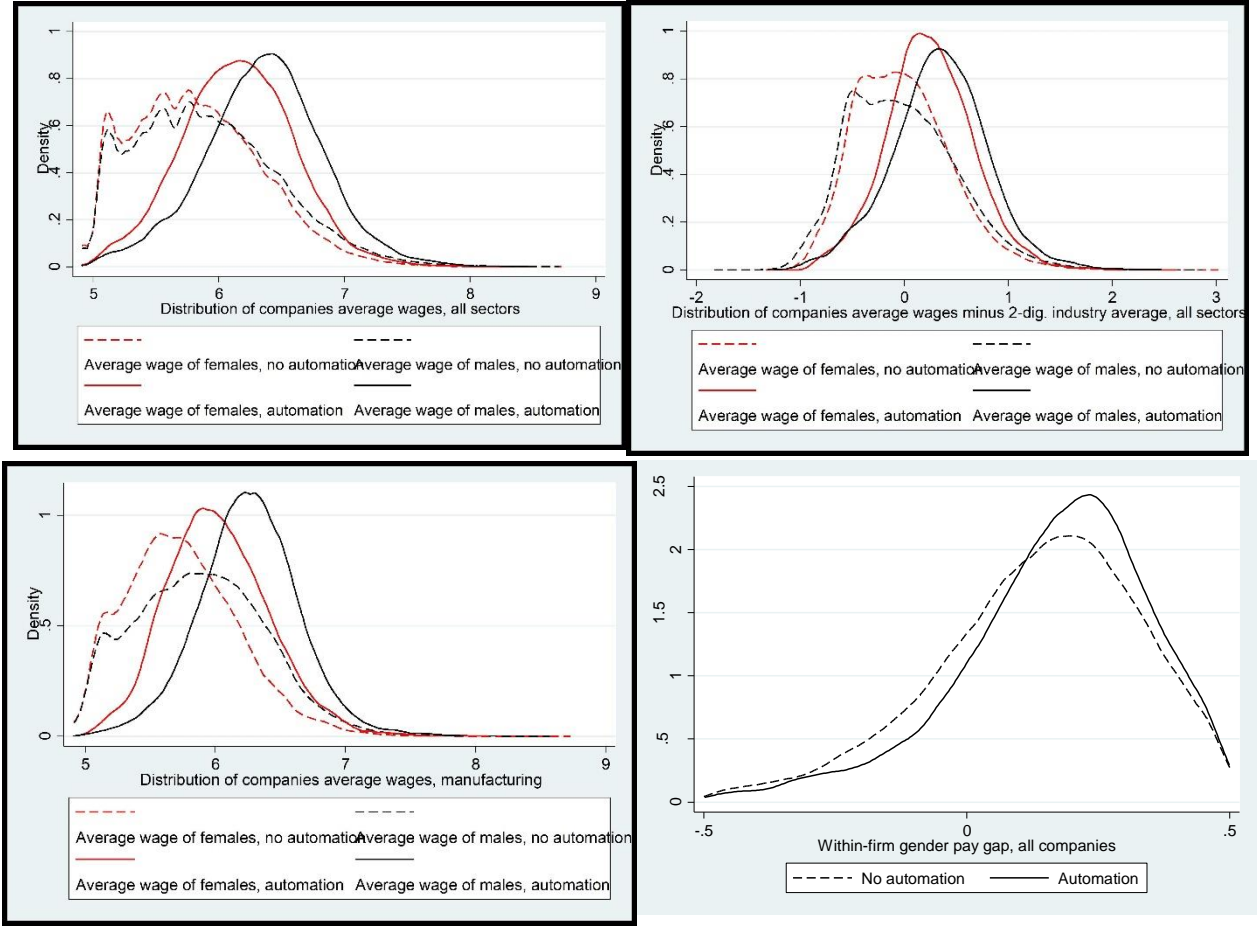 1
.8
.6
.4
.2
0
Density
5 6 7 8 9
Distribution of companies average wages, all sectors
Average wage of females, no automation Average wage of males, no automation
Average wage of females, automation Average wage of males, automation
1
.8
.6
.4
.2
0
Density
-2 -1 0 1 2 3
Distribution of companies average wages minus 2-dig. industry average, all sectors
Average wage of females, no automation Average wage of males, no automation
Average wage of females, automation Average wage of males, automation
1
.5
0
Density
5 6 7 8 9
Distribution of companies average wages, manufacturing
Average wage of females, no automation Average wage of males, no automation
Average wage of females, automation Average wage of males, automation
2.5
2
1.5
1
.5
0
-.5 0 .5
Within-firm gender pay gap, all companies
No automation Automation